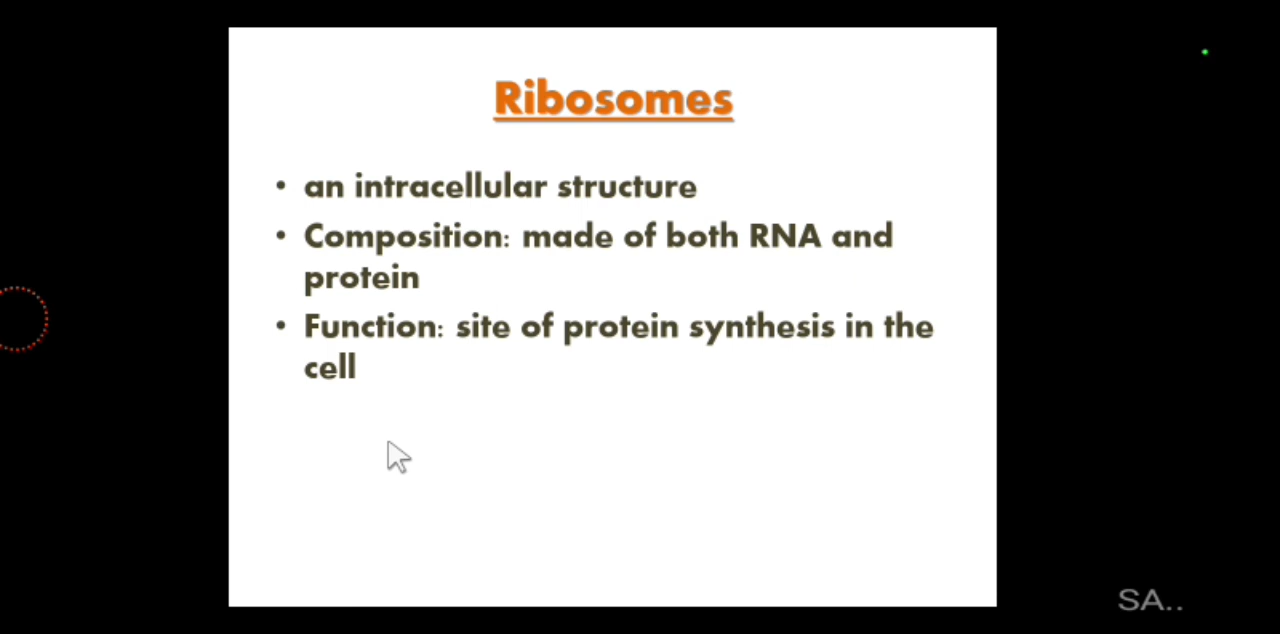 Ribosomes
• an intracellular structure
• Composition: made of both RNA and
protein
• Function: site of protein synthesis in the
cell
SA..